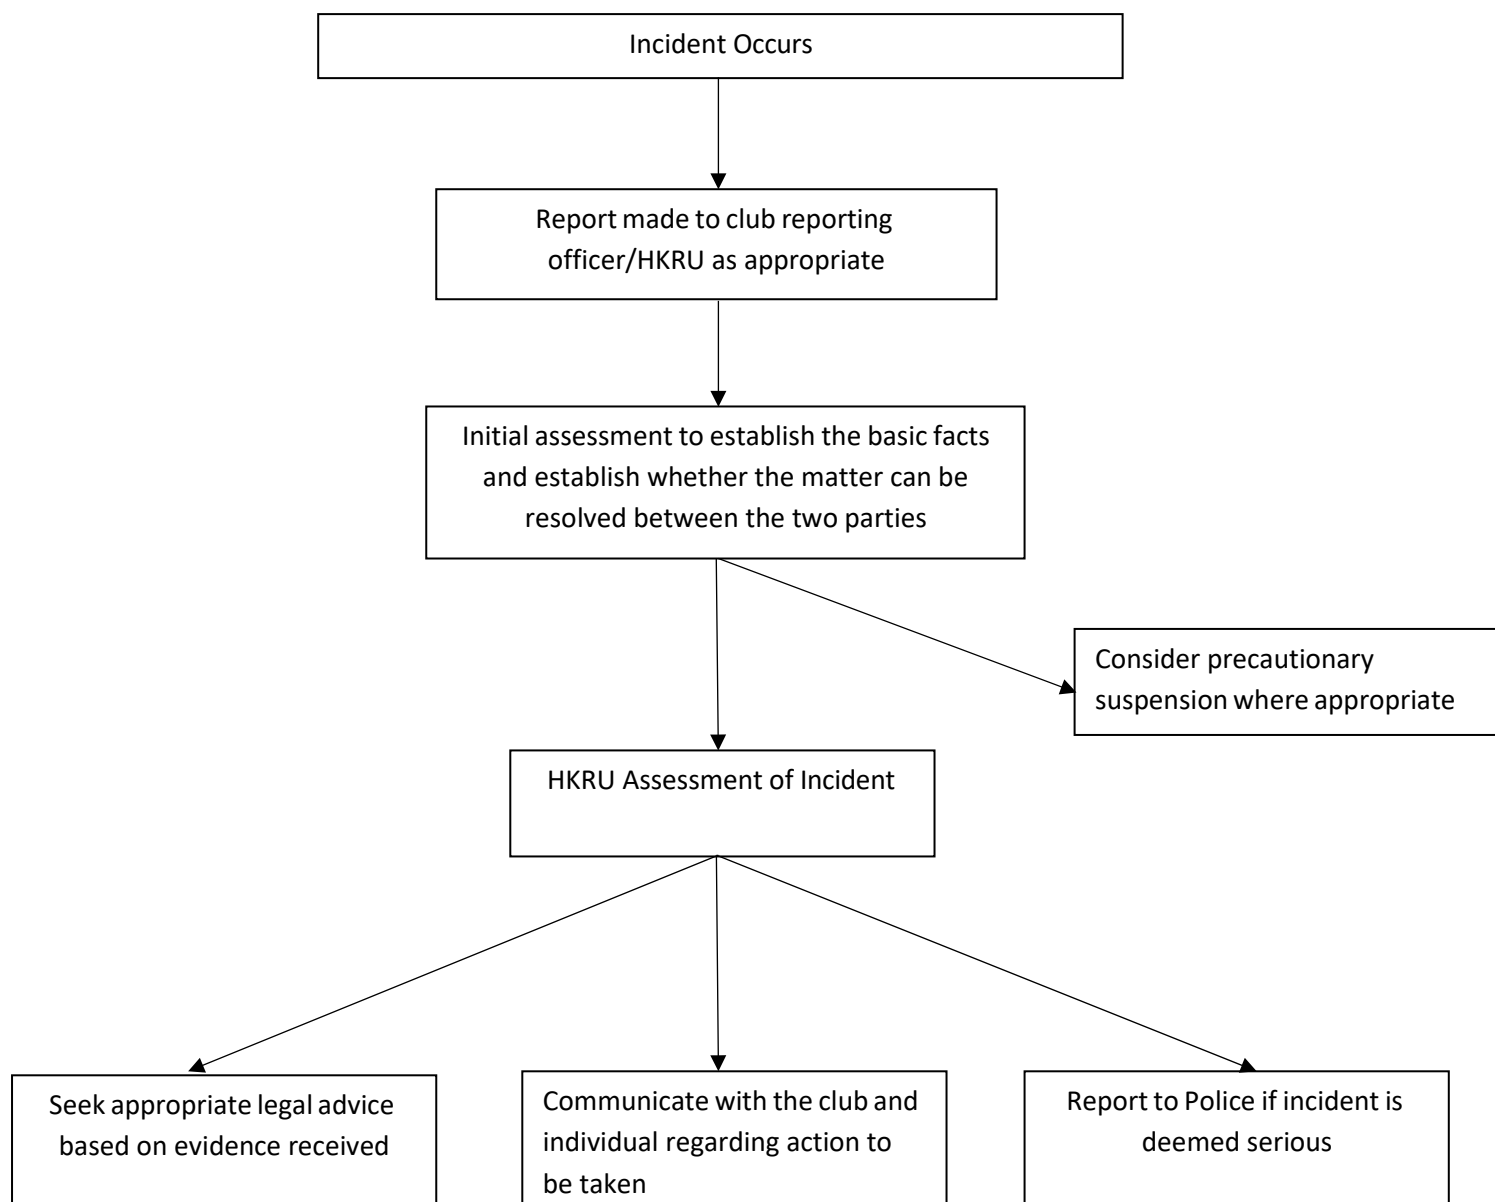 Incident Occurs
Report made to club reporting
officer/HKRU as appropriate
Initial assessment to establish the basic facts
and establish whether the matter can be
resolved between the two parties
Consider precautionary
suspension where appropriate
HKRU Assessment of Incident
Seek appropriate legal advice
based on evidence received
Communicate with the club and
individual regarding action to
be taken
Report to Police if incident is
deemed serious